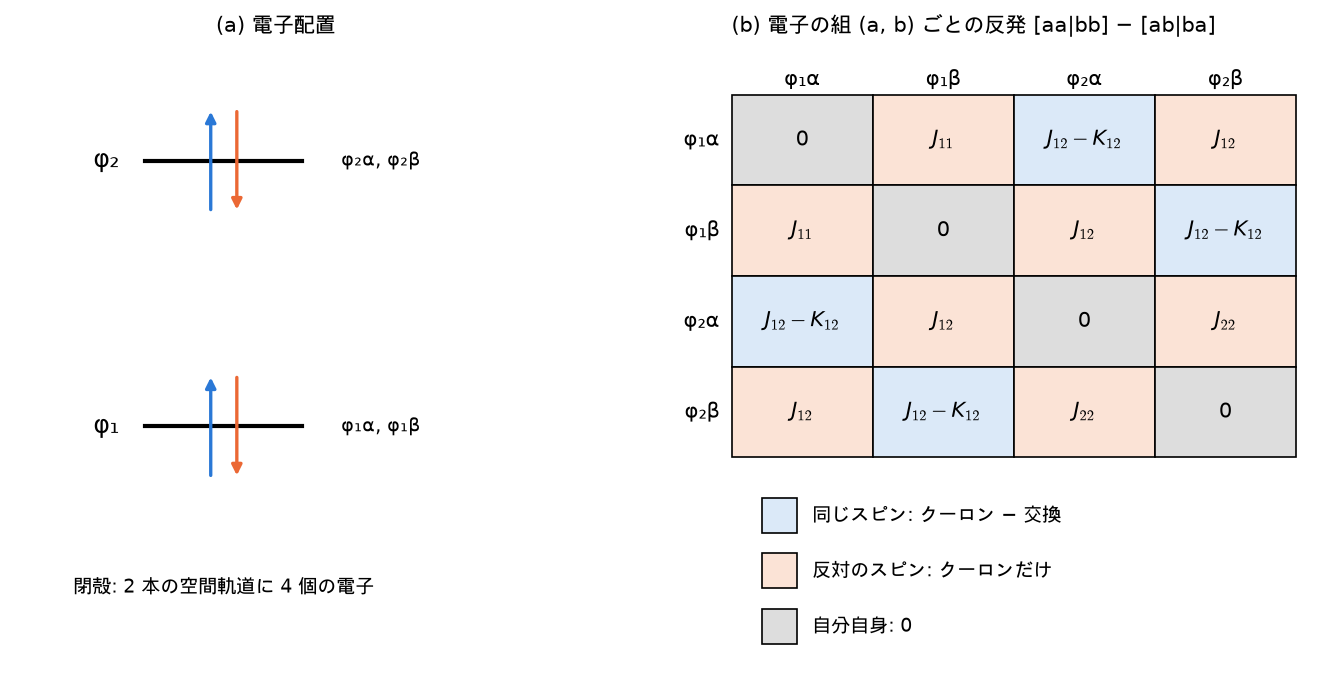 (a) 電子配置
φ₂
φ₂α, φ₂β
φ₁
φ₁α, φ₁β
閉殻: 2 本の空間軌道に 4 個の電子
(b) 電子の組 (a, b) ごとの反発 [aa|bb] − [ab|ba]
φ₁α φ₁β φ₂α φ₂β
φ₁α 0 J₁₁ J₁₂ − K₁₂ J₁₂
φ₁β J₁₁ 0 J₁₂ J₁₂ − K₁₂
φ₂α J₁₂ − K₁₂ J₁₂ 0 J₂₂
φ₂β J₁₂ J₁₂ − K₁₂ J₂₂ 0
同じスピン: クーロン − 交換
反対のスピン: クーロンだけ
自分自身: 0